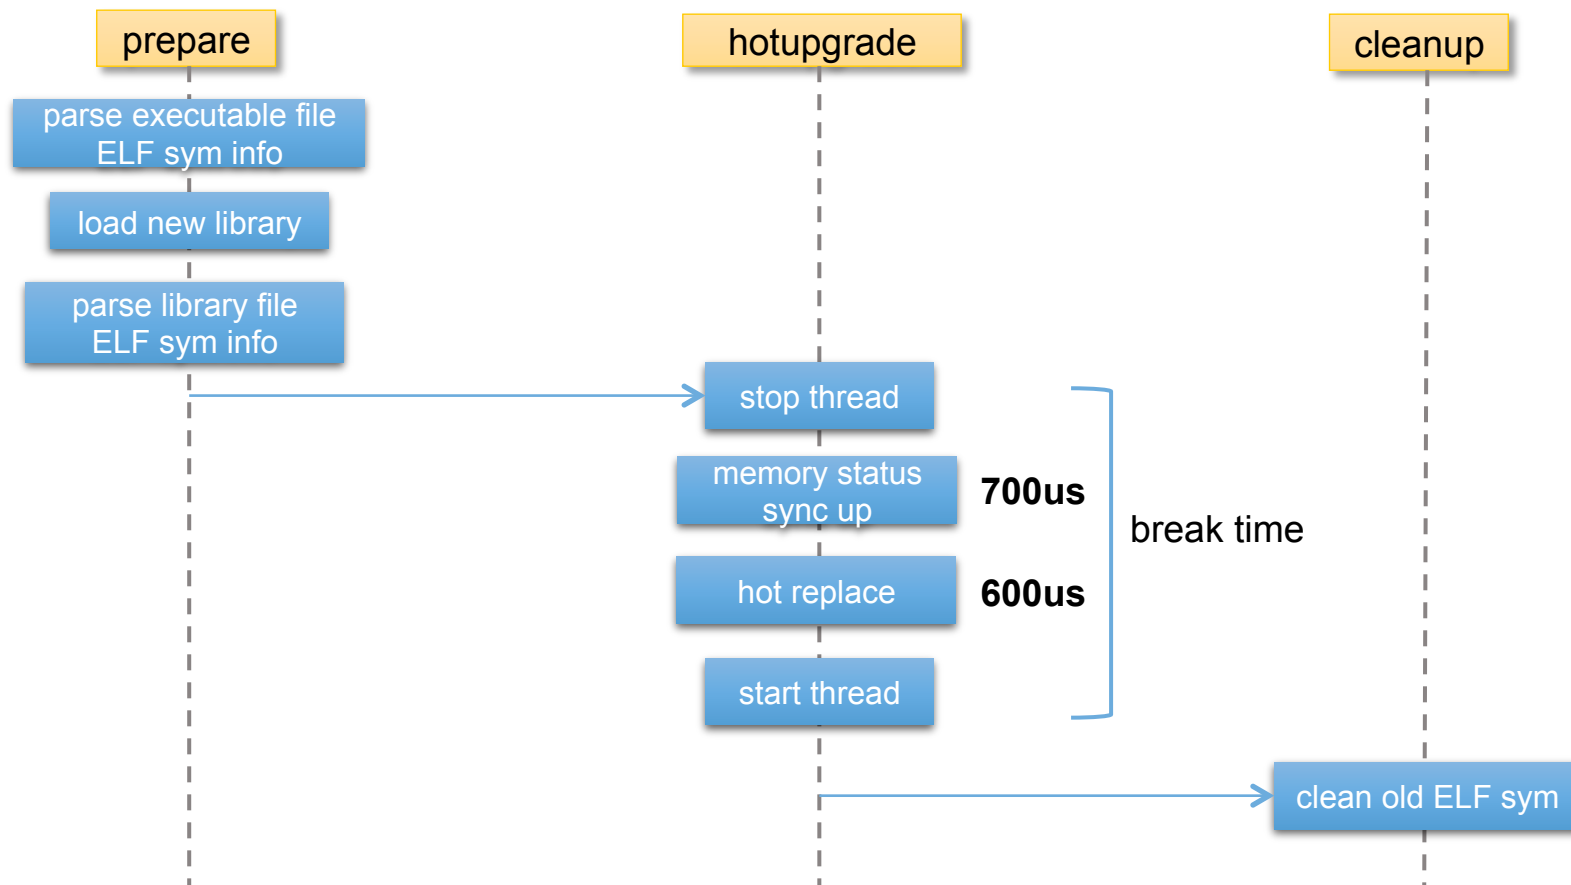 prepare
hotupgrade
cleanup
parse executable file
ELF sym info
load new library
parse library file
ELF sym info
stop thread
memory status
sync up
700us
break time
hot replace
600us
start thread
clean old ELF sym